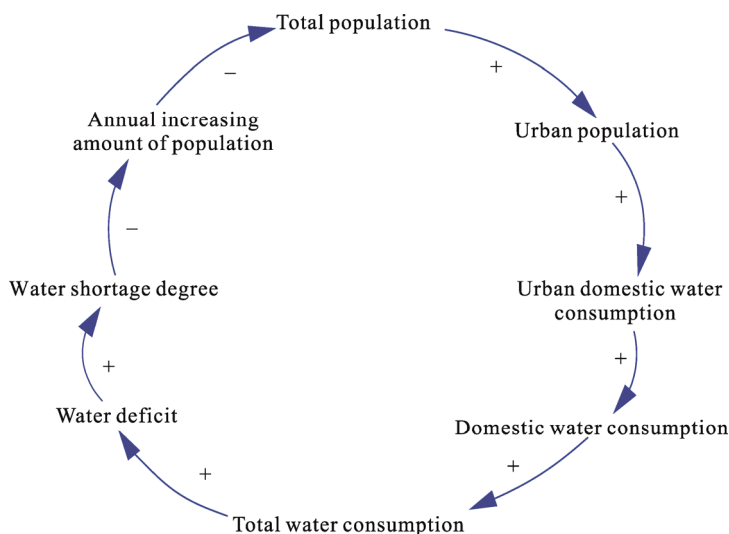 Total population
−
+
Annual increasing
amount of population
Urban population
+
−
Water shortage degree
Urban domestic water
consumption
+
+
Water deficit
Domestic water consumption
+
+
Total water consumption